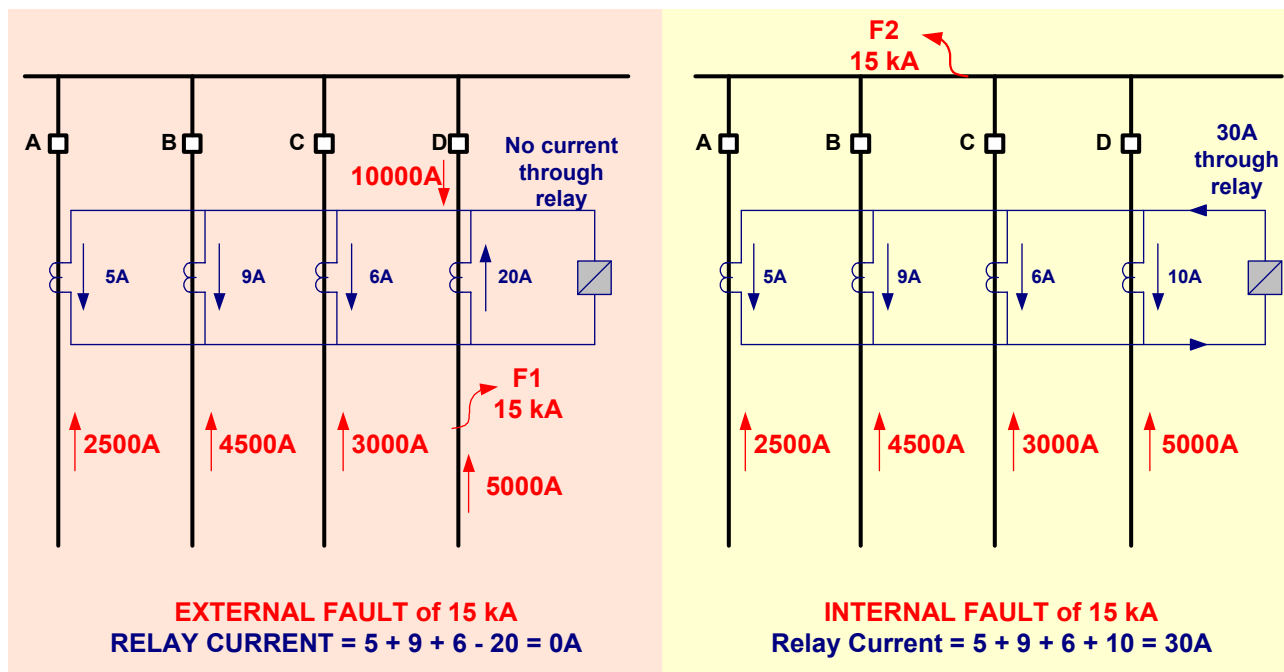 A
B
C
D
No current
through
relay
10000A
5A
9A
6A
20A
F1
15 kA
2500A
4500A
3000A
5000A
EXTERNAL FAULT of 15 kA
RELAY CURRENT = 5 + 9 + 6 - 20 = 0A
F2
15 kA
A
B
C
D
30A
through
relay
5A
9A
6A
10A
2500A
4500A
3000A
5000A
INTERNAL FAULT of 15 kA
Relay Current = 5 + 9 + 6 + 10 = 30A